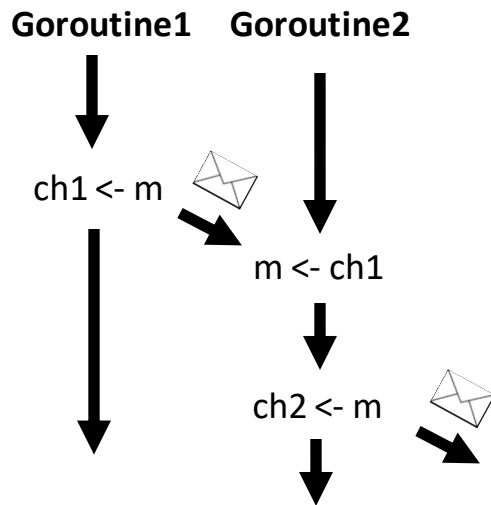 Goroutine1 Goroutine2
ch1 <- m
m <- ch1
ch2 <- m